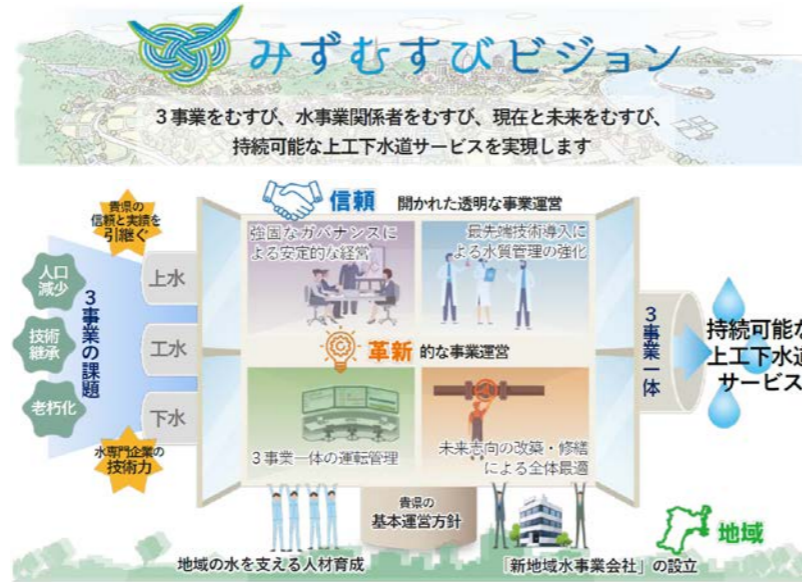 みずむすびビジョン
3事業をむすび、水事業関係者をむすび、現在と未来をむすび、
持続可能な上工下水道サービスを実現します
貴県の
信頼と実績を
引継ぐ
人口
減少
技術
継承
老朽化
3事業の課題
水専門企業の
技術力
上水
工水
下水
信頼 開かれた透明な事業運営
強固なガバナンスに
よる安定的な経営
最先端技術導入に
よる水質管理の強化
革新的な事業運営
3事業一体の運転管理
未来志向の改築・修繕
による全体最適
3事業一体
持続可能な
上工下水道
サービス
地域の水を支える人材育成
貴県の
基本運営方針
「新地域水事業会社」の設立
地域